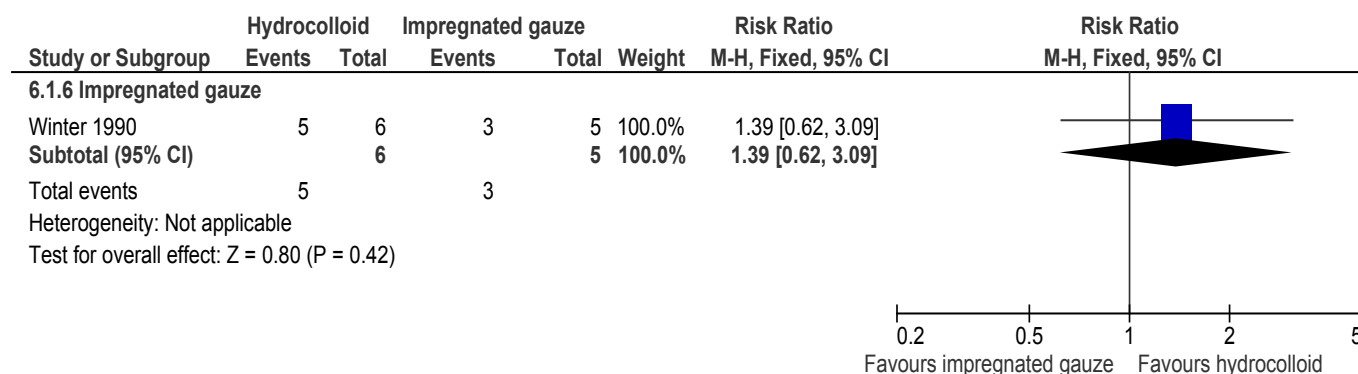 Hydrocolloid Impregnated gauze Risk Ratio Risk Ratio
Study or Subgroup Events Total Events Total Weight M-H, Fixed, 95% CI M-H, Fixed, 95% CI
6.1.6 Impregnated gauze
Winter 1990 5 6 3 5 100.0% 1.39 [0.62, 3.09]
Subtotal (95% CI) 6 5 100.0% 1.39 [0.62, 3.09]
Total events 5 3
Heterogeneity: Not applicable
Test for overall effect: Z = 0.80 (P = 0.42)
0.2 0.5 1 2 5
Favours impregnated gauze Favours hydrocolloid